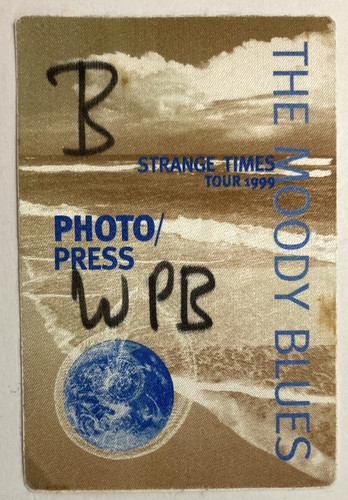 B
STRANGE TIMES
TOUR 1999
PHOTO/
PRESS
WPB
THE MOODY BLUES